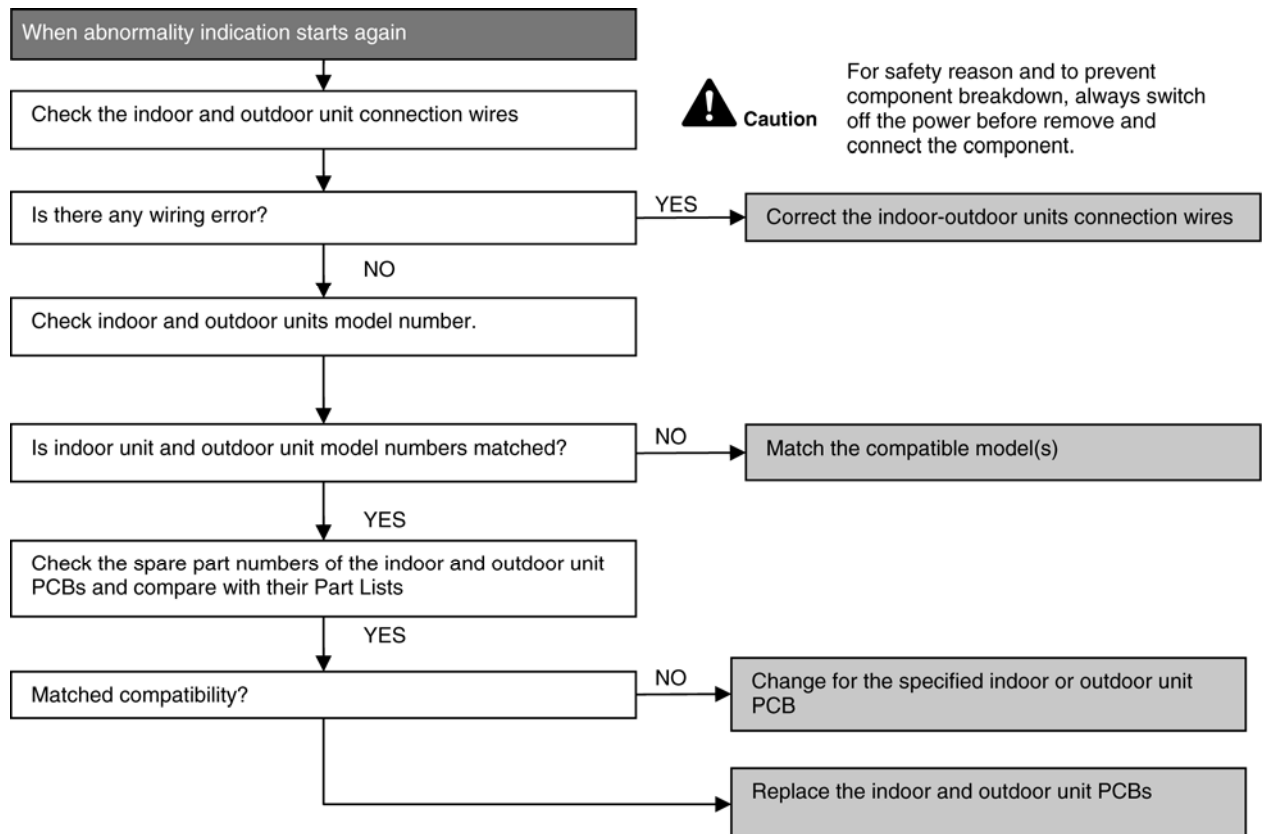 When abnormality indication starts again
Check the indoor and outdoor unit connection wires
Caution
For safety reason and to prevent
component breakdown, always switch
off the power before remove and
connect the component.
Is there any wiring error?
YES
Correct the indoor-outdoor units connection wires
NO
Check indoor and outdoor units model number.
Is indoor unit and outdoor unit model numbers matched?
NO
Match the compatible model(s)
YES
Check the spare part numbers of the indoor and outdoor unit
PCBs and compare with their Part Lists
YES
Matched compatibility?
NO
Change for the specified indoor or outdoor unit
PCB
Replace the indoor and outdoor unit PCBs